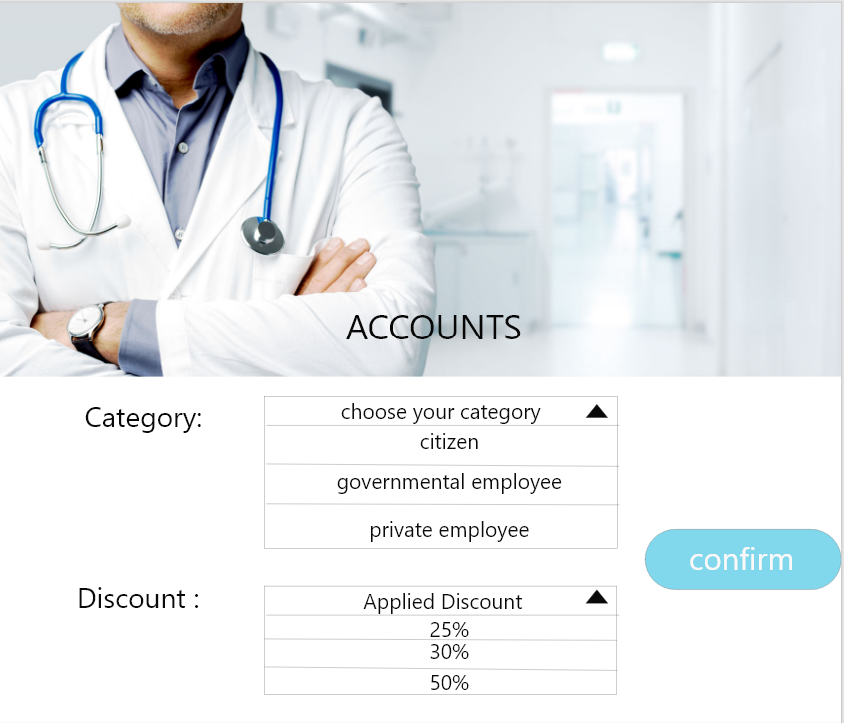 ACCOUNTS
Category:
choose your category
citizen
governmental employee
private employee
confirm
Discount :
Applied Discount
25%
30%
50%